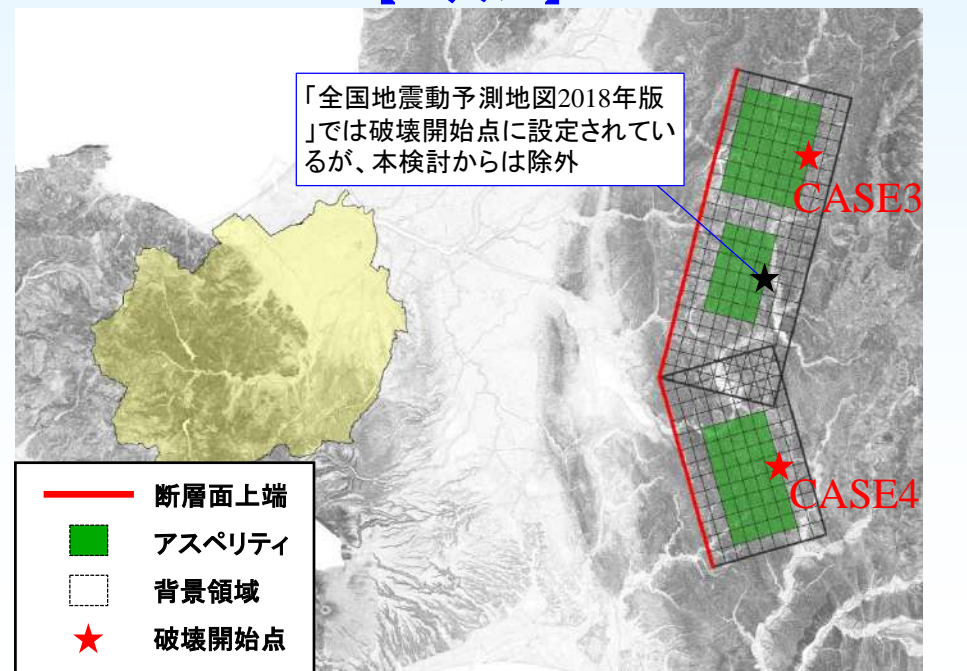 「全国地震動予測地図2018年版
」では破壊開始点に設定されてい
るが、本検討からは除外
CASE3
CASE4
断層面上端
アスペリティ
背景領域
破壊開始点